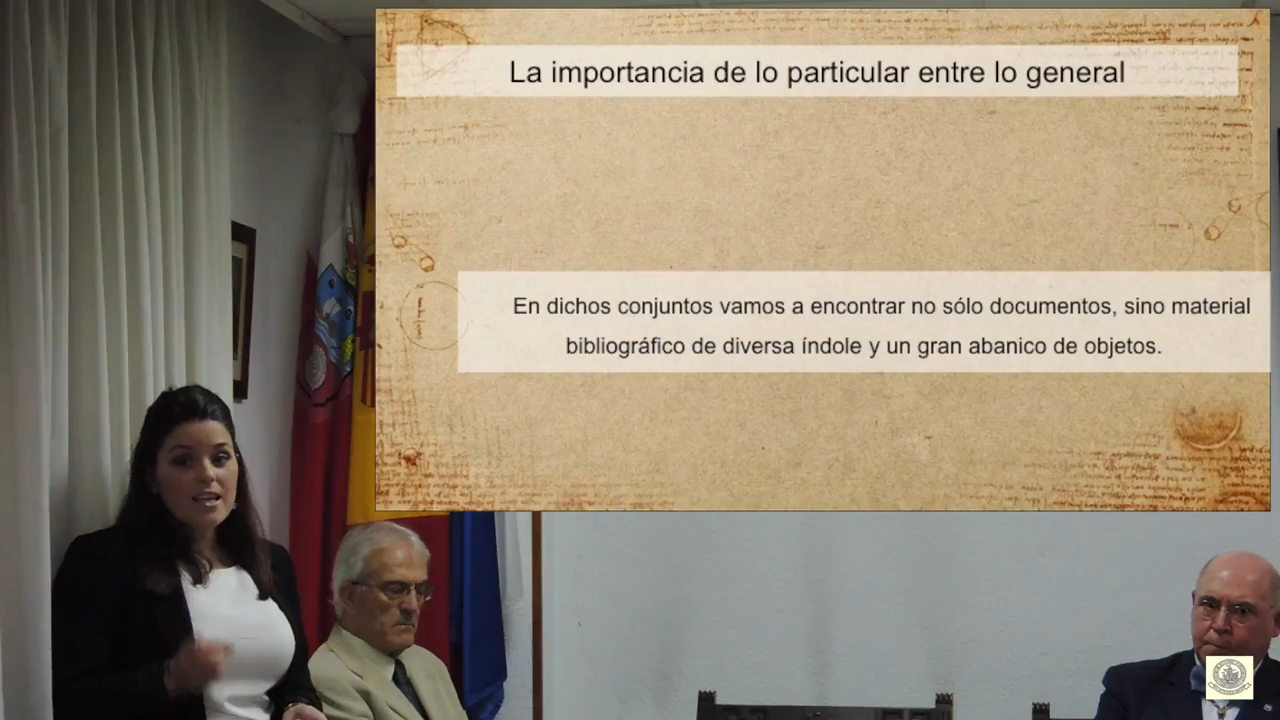 La importancia de lo particular entre lo general
En dichos conjuntos vamos a encontrar no sólo documentos, sino material
bibliográfico de diversa índole y un gran abanico de objetos.